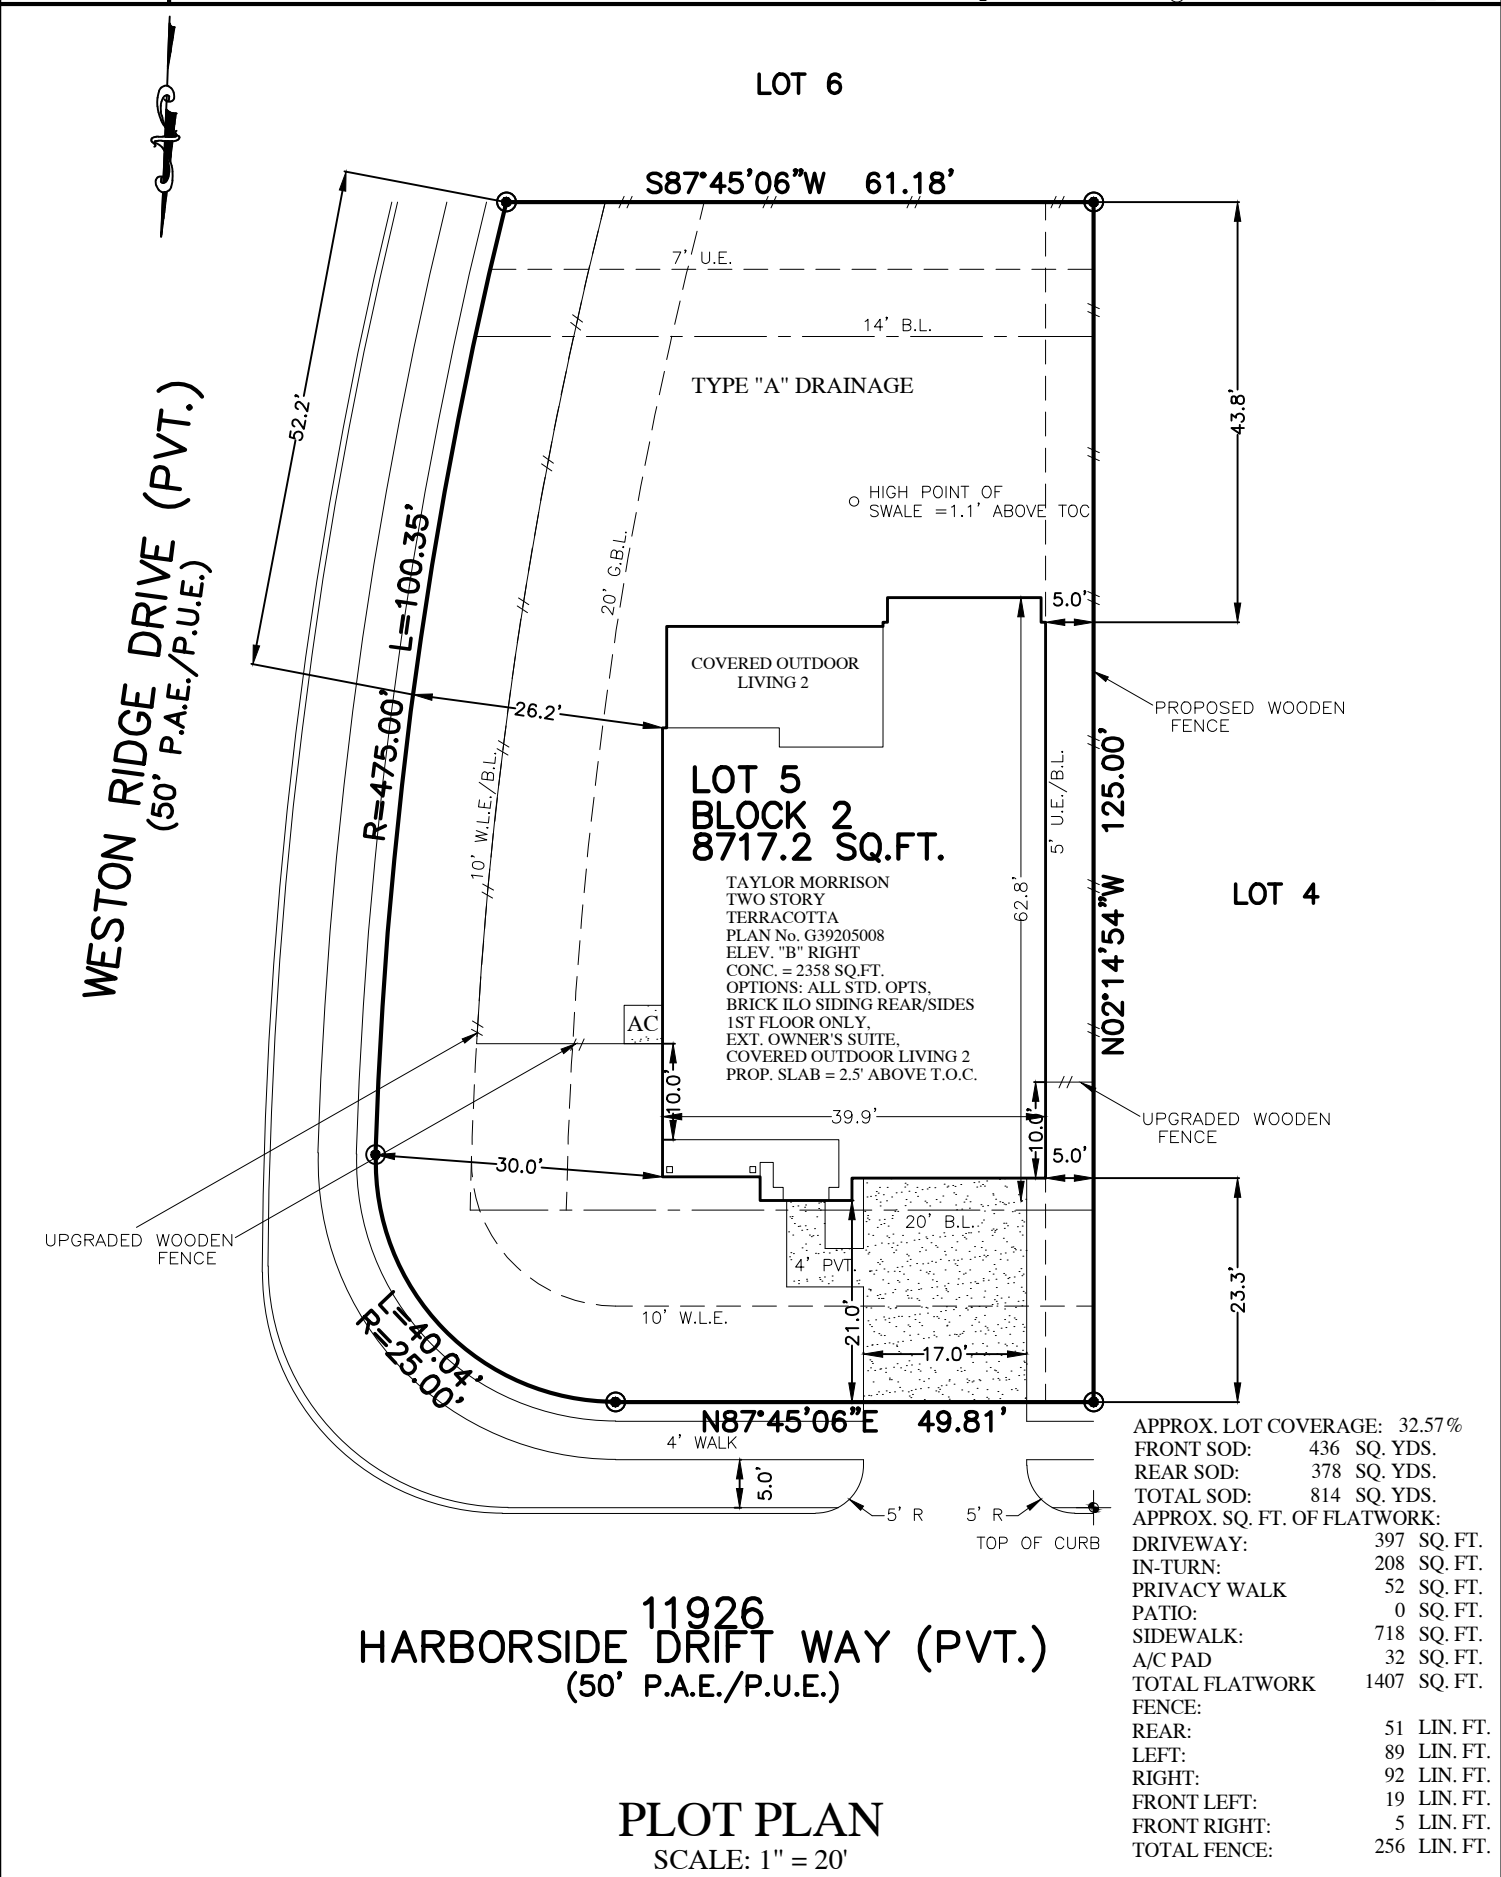 LOT 6
S87°45'06"W 61.18'
7' U.E.
14' B.L.
TYPE "A" DRAINAGE
52.2'
43.8'
HIGH POINT OF
SWALE =1.1' ABOVE TOC
20' G.B.L.
WESTON RIDGE DRIVE (PVT.)
(50' P.A.E./P.U.E.)
R=475.00' L=100.35'
5.0'
COVERED OUTDOOR
LIVING 2
26.2'
PROPOSED WOODEN
FENCE
10' W.L.E./B.L.
LOT 5
BLOCK 2
8717.2 SQ.FT.
5' U.E./B.L.
N02°14'54"W 125.00'
LOT 4
62.8'
TAYLOR MORRISON
TWO STORY
TERRACOTTA
PLAN No. G39205008
ELEV. "B" RIGHT
CONC. = 2358 SQ.FT.
OPTIONS: ALL STD. OPTS,
BRICK ILO SIDING REAR/SIDES
1ST FLOOR ONLY,
EXT. OWNER'S SUITE,
COVERED OUTDOOR LIVING 2
PROP. SLAB = 2.5' ABOVE T.O.C.
AC
10.0'
39.9'
10.0'
UPGRADED WOODEN
FENCE
5.0'
30.0'
UPGRADED WOODEN
FENCE
20' B.L.
4' PVT.
23.3'
L=40.04'
R=25.00'
10' W.L.E.
21.0'
17.0'
N87°45'06"E 49.81'
4' WALK
5.0'
5' R
5' R
TOP OF CURB
11926
HARBORSIDE DRIFT WAY (PVT.)
(50' P.A.E./P.U.E.)
APPROX. LOT COVERAGE: 32.57%
FRONT SOD: 436 SQ. YDS.
REAR SOD: 378 SQ. YDS.
TOTAL SOD: 814 SQ. YDS.
APPROX. SQ. FT. OF FLATWORK:
DRIVEWAY: 397 SQ. FT.
IN-TURN: 208 SQ. FT.
PRIVACY WALK 52 SQ. FT.
PATIO: 0 SQ. FT.
SIDEWALK: 718 SQ. FT.
A/C PAD 32 SQ. FT.
TOTAL FLATWORK 1407 SQ. FT.
FENCE:
REAR: 51 LIN. FT.
LEFT: 89 LIN. FT.
RIGHT: 92 LIN. FT.
FRONT LEFT: 19 LIN. FT.
FRONT RIGHT: 5 LIN. FT.
TOTAL FENCE: 256 LIN. FT.
PLOT PLAN
SCALE: 1" = 20'